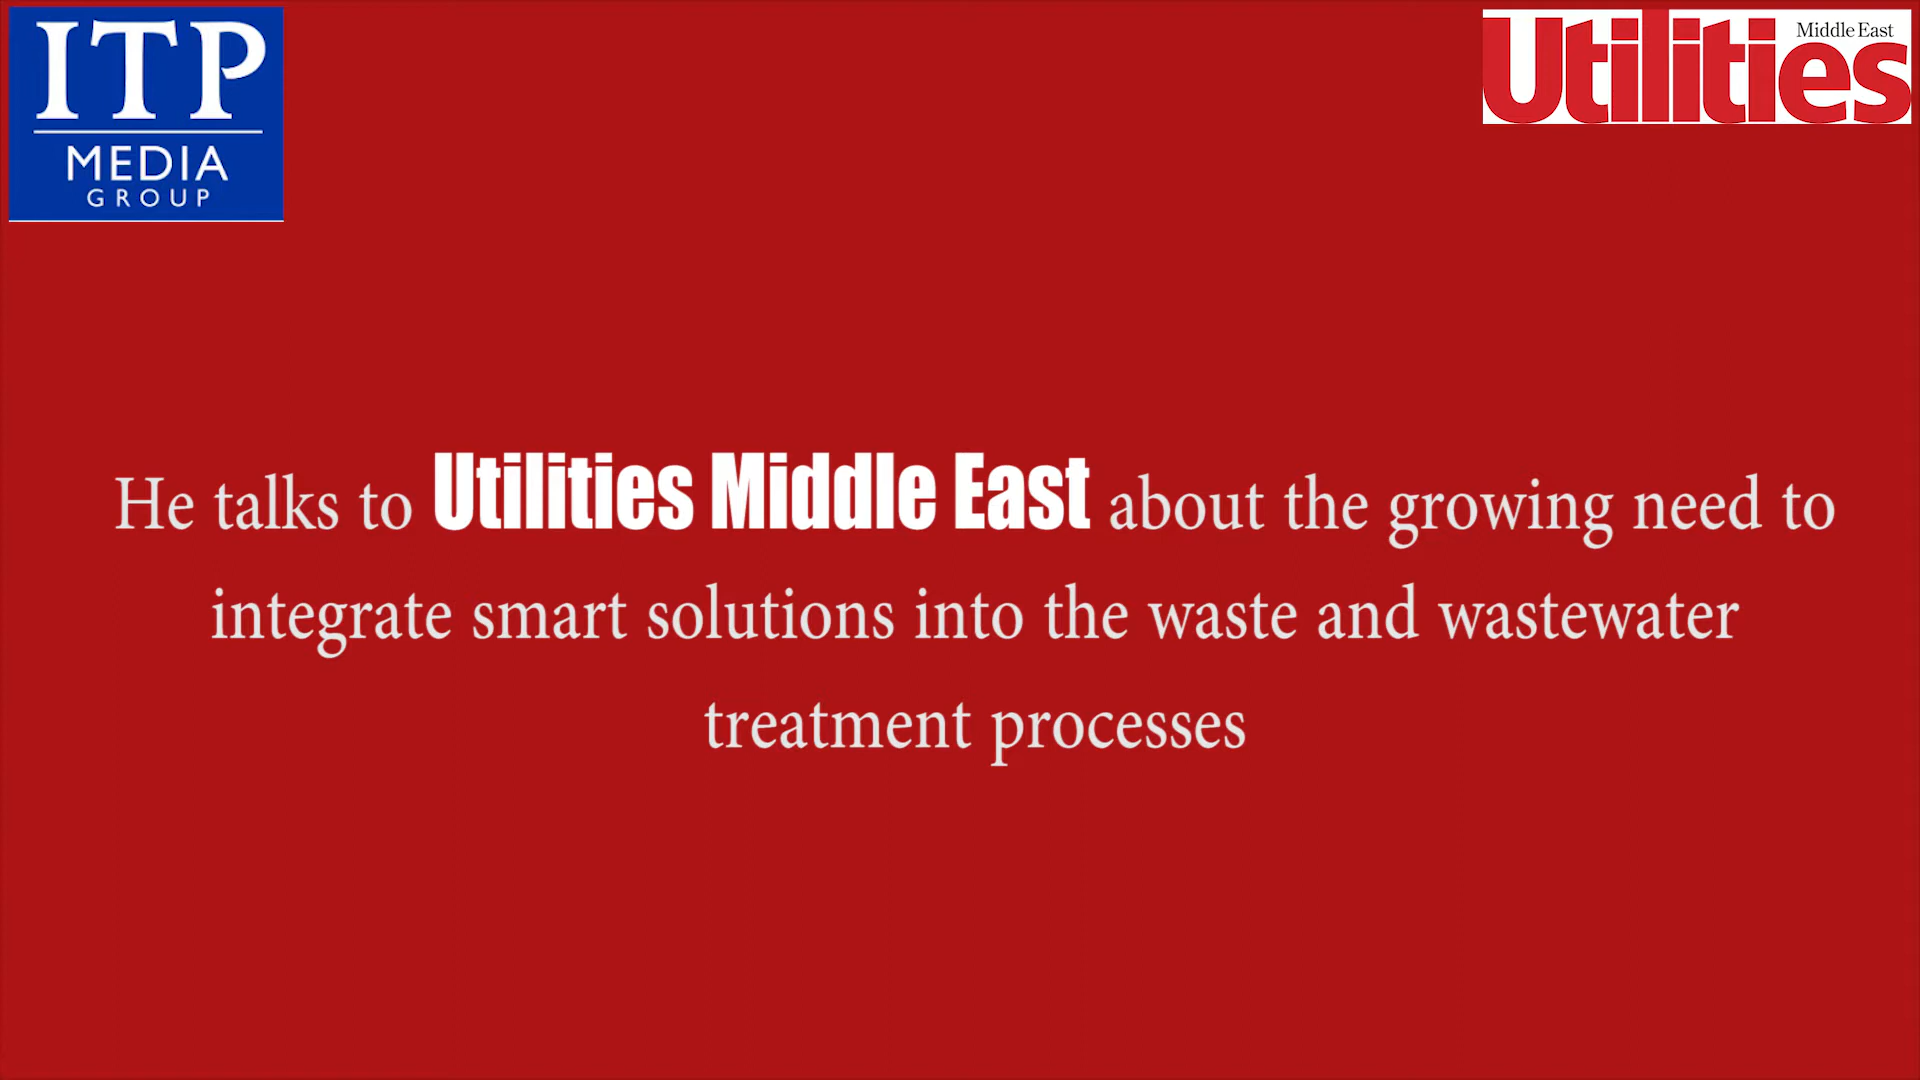 ITP
MEDIA
GROUP
Middle East
Utilities
He talks to Utilities Middle East about the growing need to
integrate smart solutions into the waste and wastewater
treatment processes